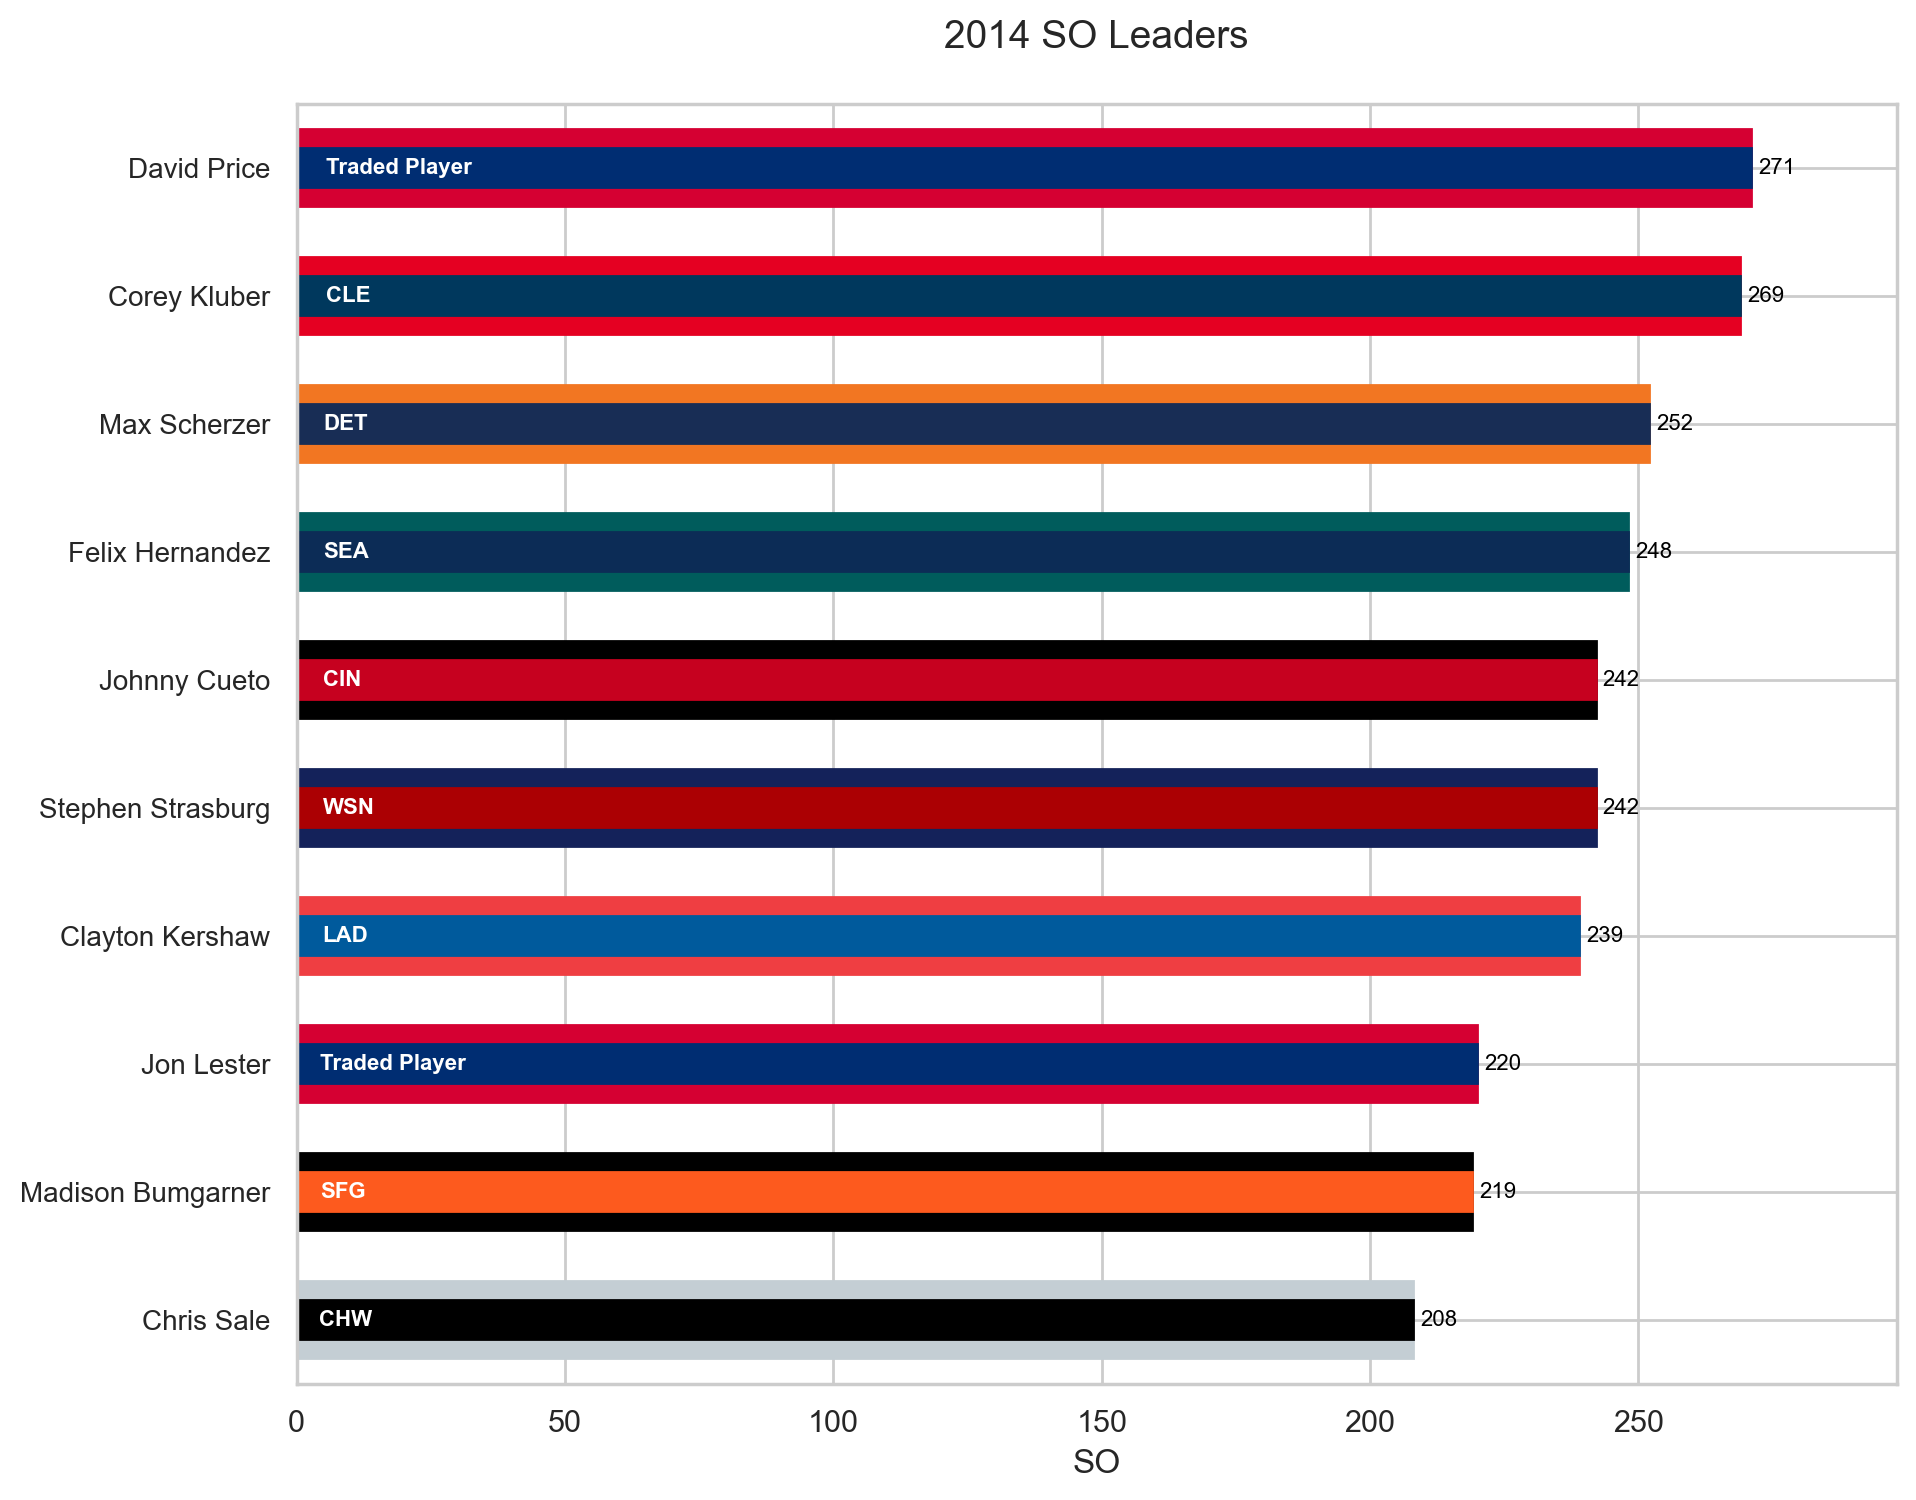 2014 SO Leaders
David Price
Traded Player
271
Corey Kluber
CLE
269
Max Scherzer
DET
252
Felix Hernandez
SEA
248
Johnny Cueto
CIN
242
Stephen Strasburg
WSN
242
Clayton Kershaw
LAD
239
Jon Lester
Traded Player
220
Madison Bumgarner
SFG
219
Chris Sale
CHW
208
0 50 100 150 200 250
SO